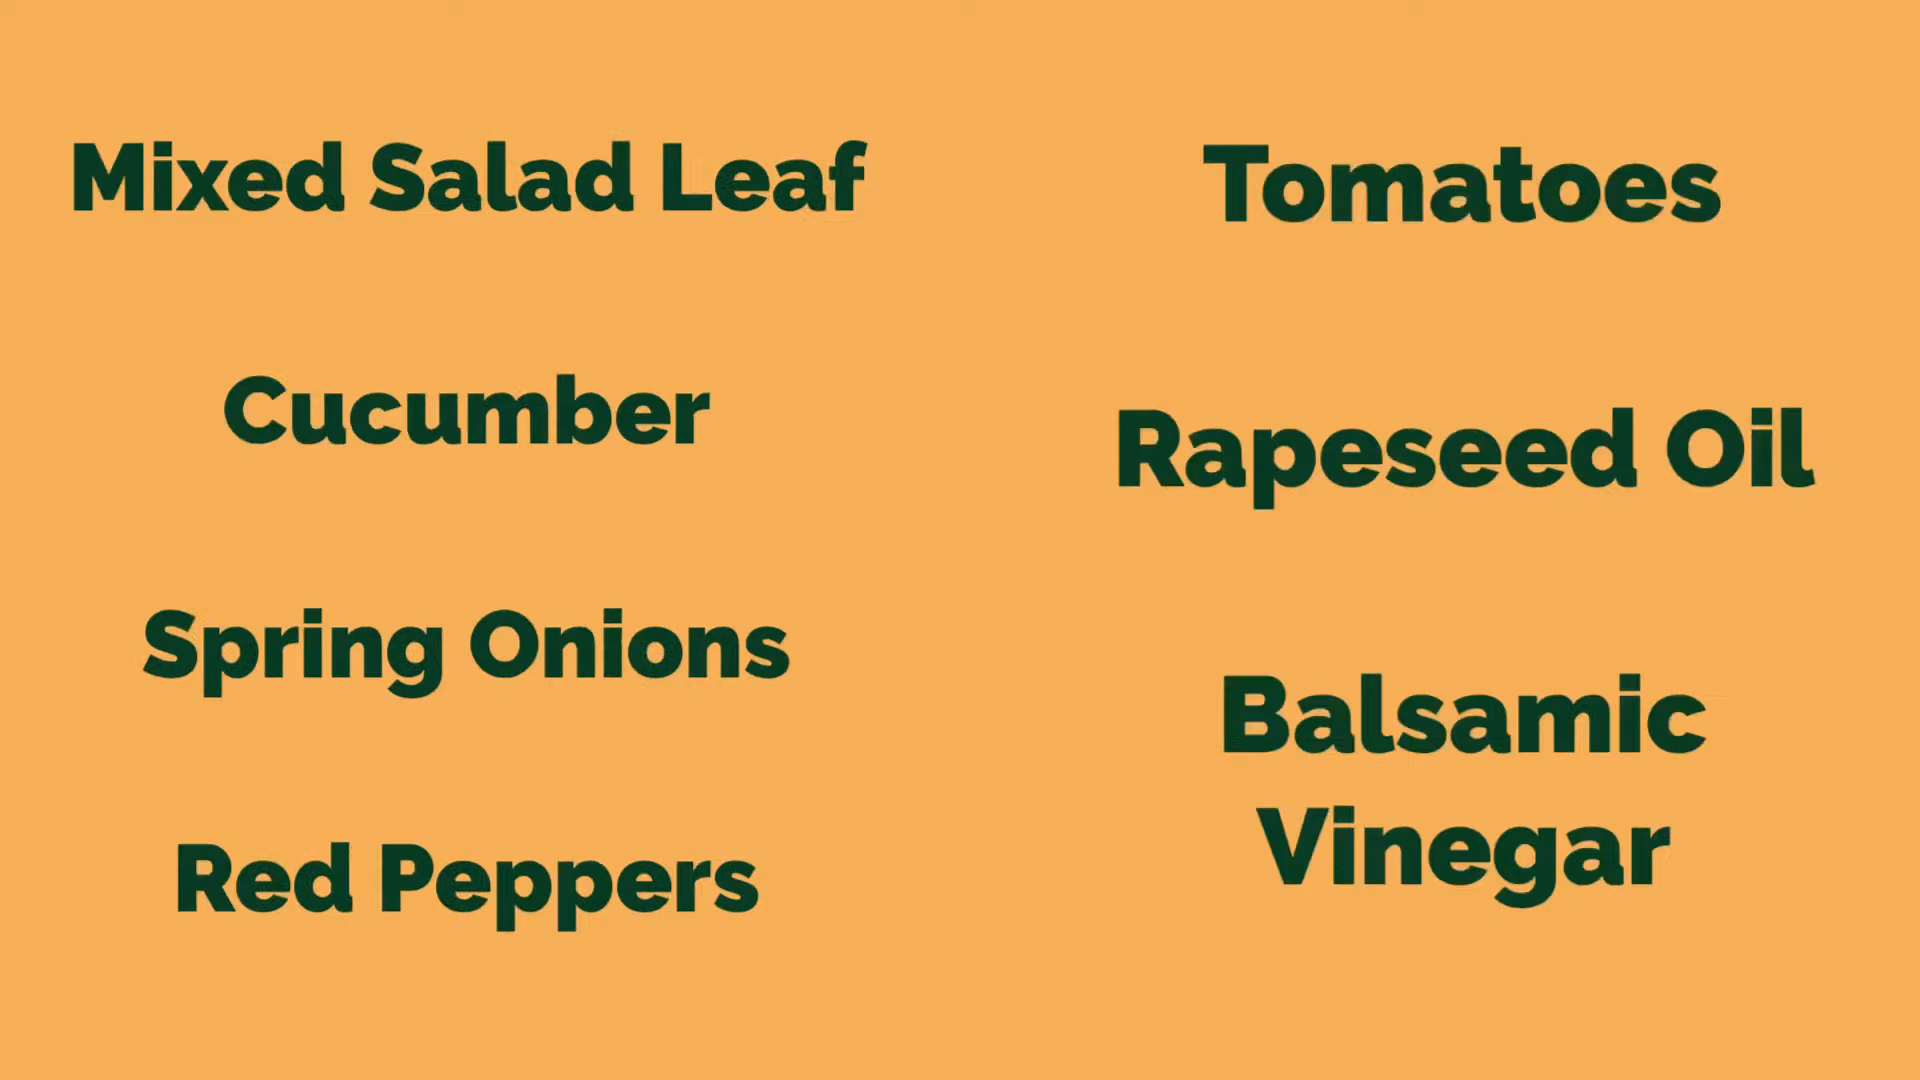 Mixed Salad Leaf
Cucumber
Spring Onions
Red Peppers
Tomatoes
Rapeseed Oil
Balsamic
Vinegar